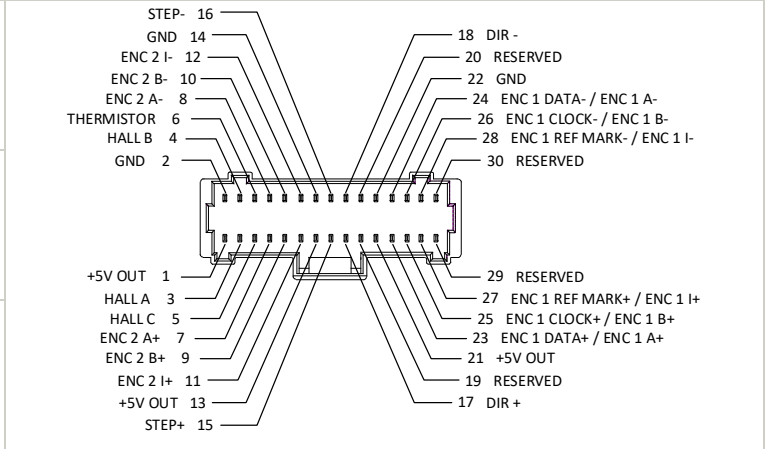 STEP- 16
GND 14
ENC 2 I- 12
ENC 2 B- 10
ENC 2 A- 8
THERMISTOR 6
HALL B 4
GND 2
18 DIR -
20 RESERVED
22 GND
24 ENC 1 DATA- / ENC 1 A-
26 ENC 1 CLOCK- / ENC 1 B-
28 ENC 1 REF MARK- / ENC 1 I-
30 RESERVED
+5V OUT 1
HALL A 3
HALL C 5
ENC 2 A+ 7
ENC 2 B+ 9
ENC 2 I+ 11
+5V OUT 13
STEP+ 15
29 RESERVED
27 ENC 1 REF MARK+ / ENC 1 I+
25 ENC 1 CLOCK+ / ENC 1 B+
23 ENC 1 DATA+ / ENC 1 A+
21 +5V OUT
19 RESERVED
17 DIR +